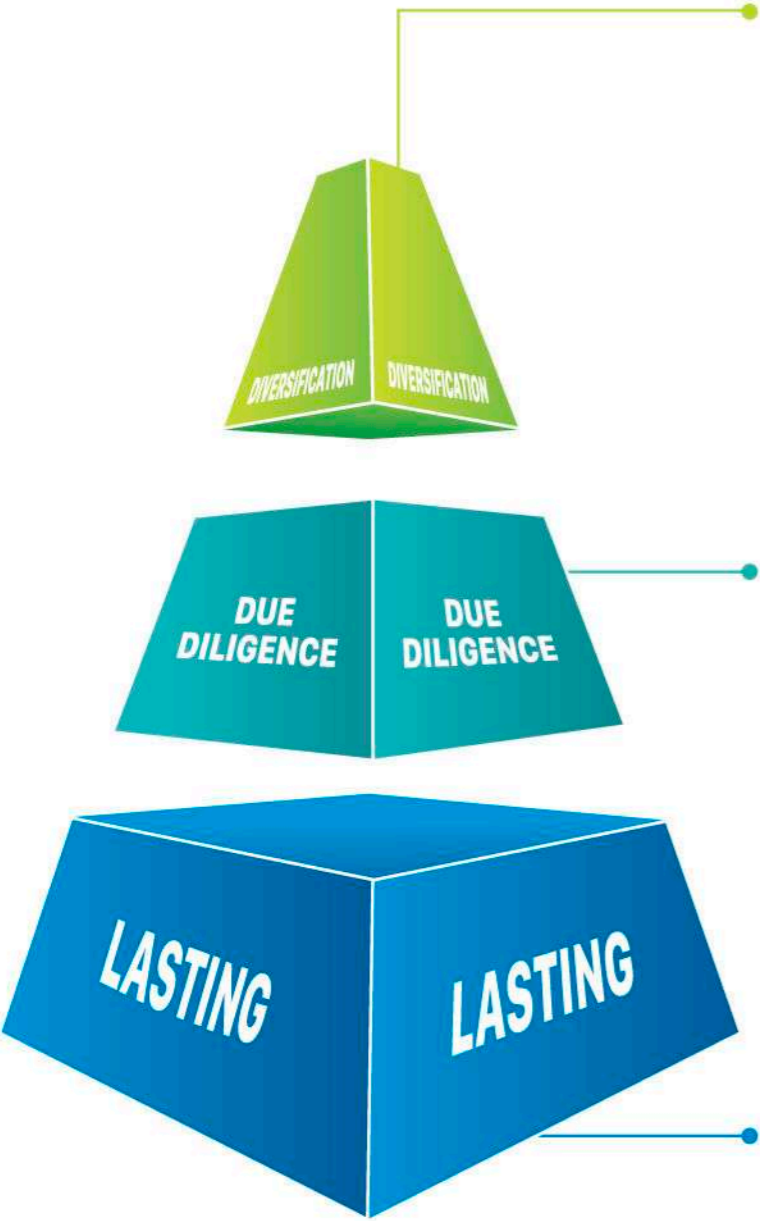 DIVERSIFICATION
DIVERSIFICATION
DUE
DILIGENCE
DUE
DILIGENCE
LASTING
LASTING